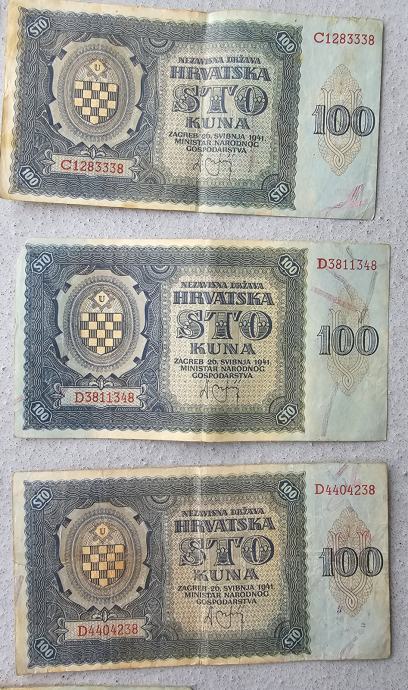 STO
100
C1283338
U
NEZAVISNA DRŽAVA
HRVATSKA
STO
KUNA
100
ZAGREB 26. SVIBNJA 1941.
MINISTAR NARODNOG
GOSPODARSTVA
C1283338
100
STO
STO
100
D3811348
U
NEZAVISNA DRŽAVA
HRVATSKA
STO
KUNA
100
ZAGREB 26. SVIBNJA 1941.
MINISTAR NARODNOG
GOSPODARSTVA
D3811348
100
STO
STO
100
D4404238
U
NEZAVISNA DRŽAVA
HRVATSKA
STO
KUNA
100
ZAGREB 26. SVIBNJA 1941.
MINISTAR NARODNOG
GOSPODARSTVA
D4404238
100
STO